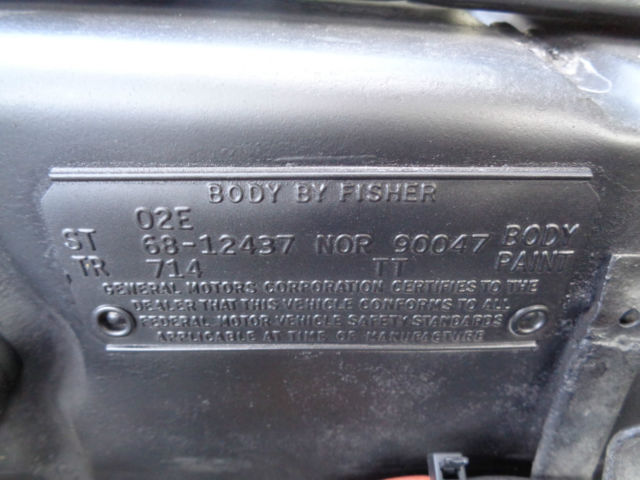 BODY BY FISHER
02E
ST 68-12437 NOR 90047 BODY
TR 714 TT PAINT
GENERAL MOTORS CORPORATION CERTIFIES TO THE
DEALER THAT THIS VEHICLE CONFORMS TO ALL
FEDERAL MOTOR VEHICLE SAFETY STANDARDS
APPLICABLE AT TIME OF MANUFACTURE